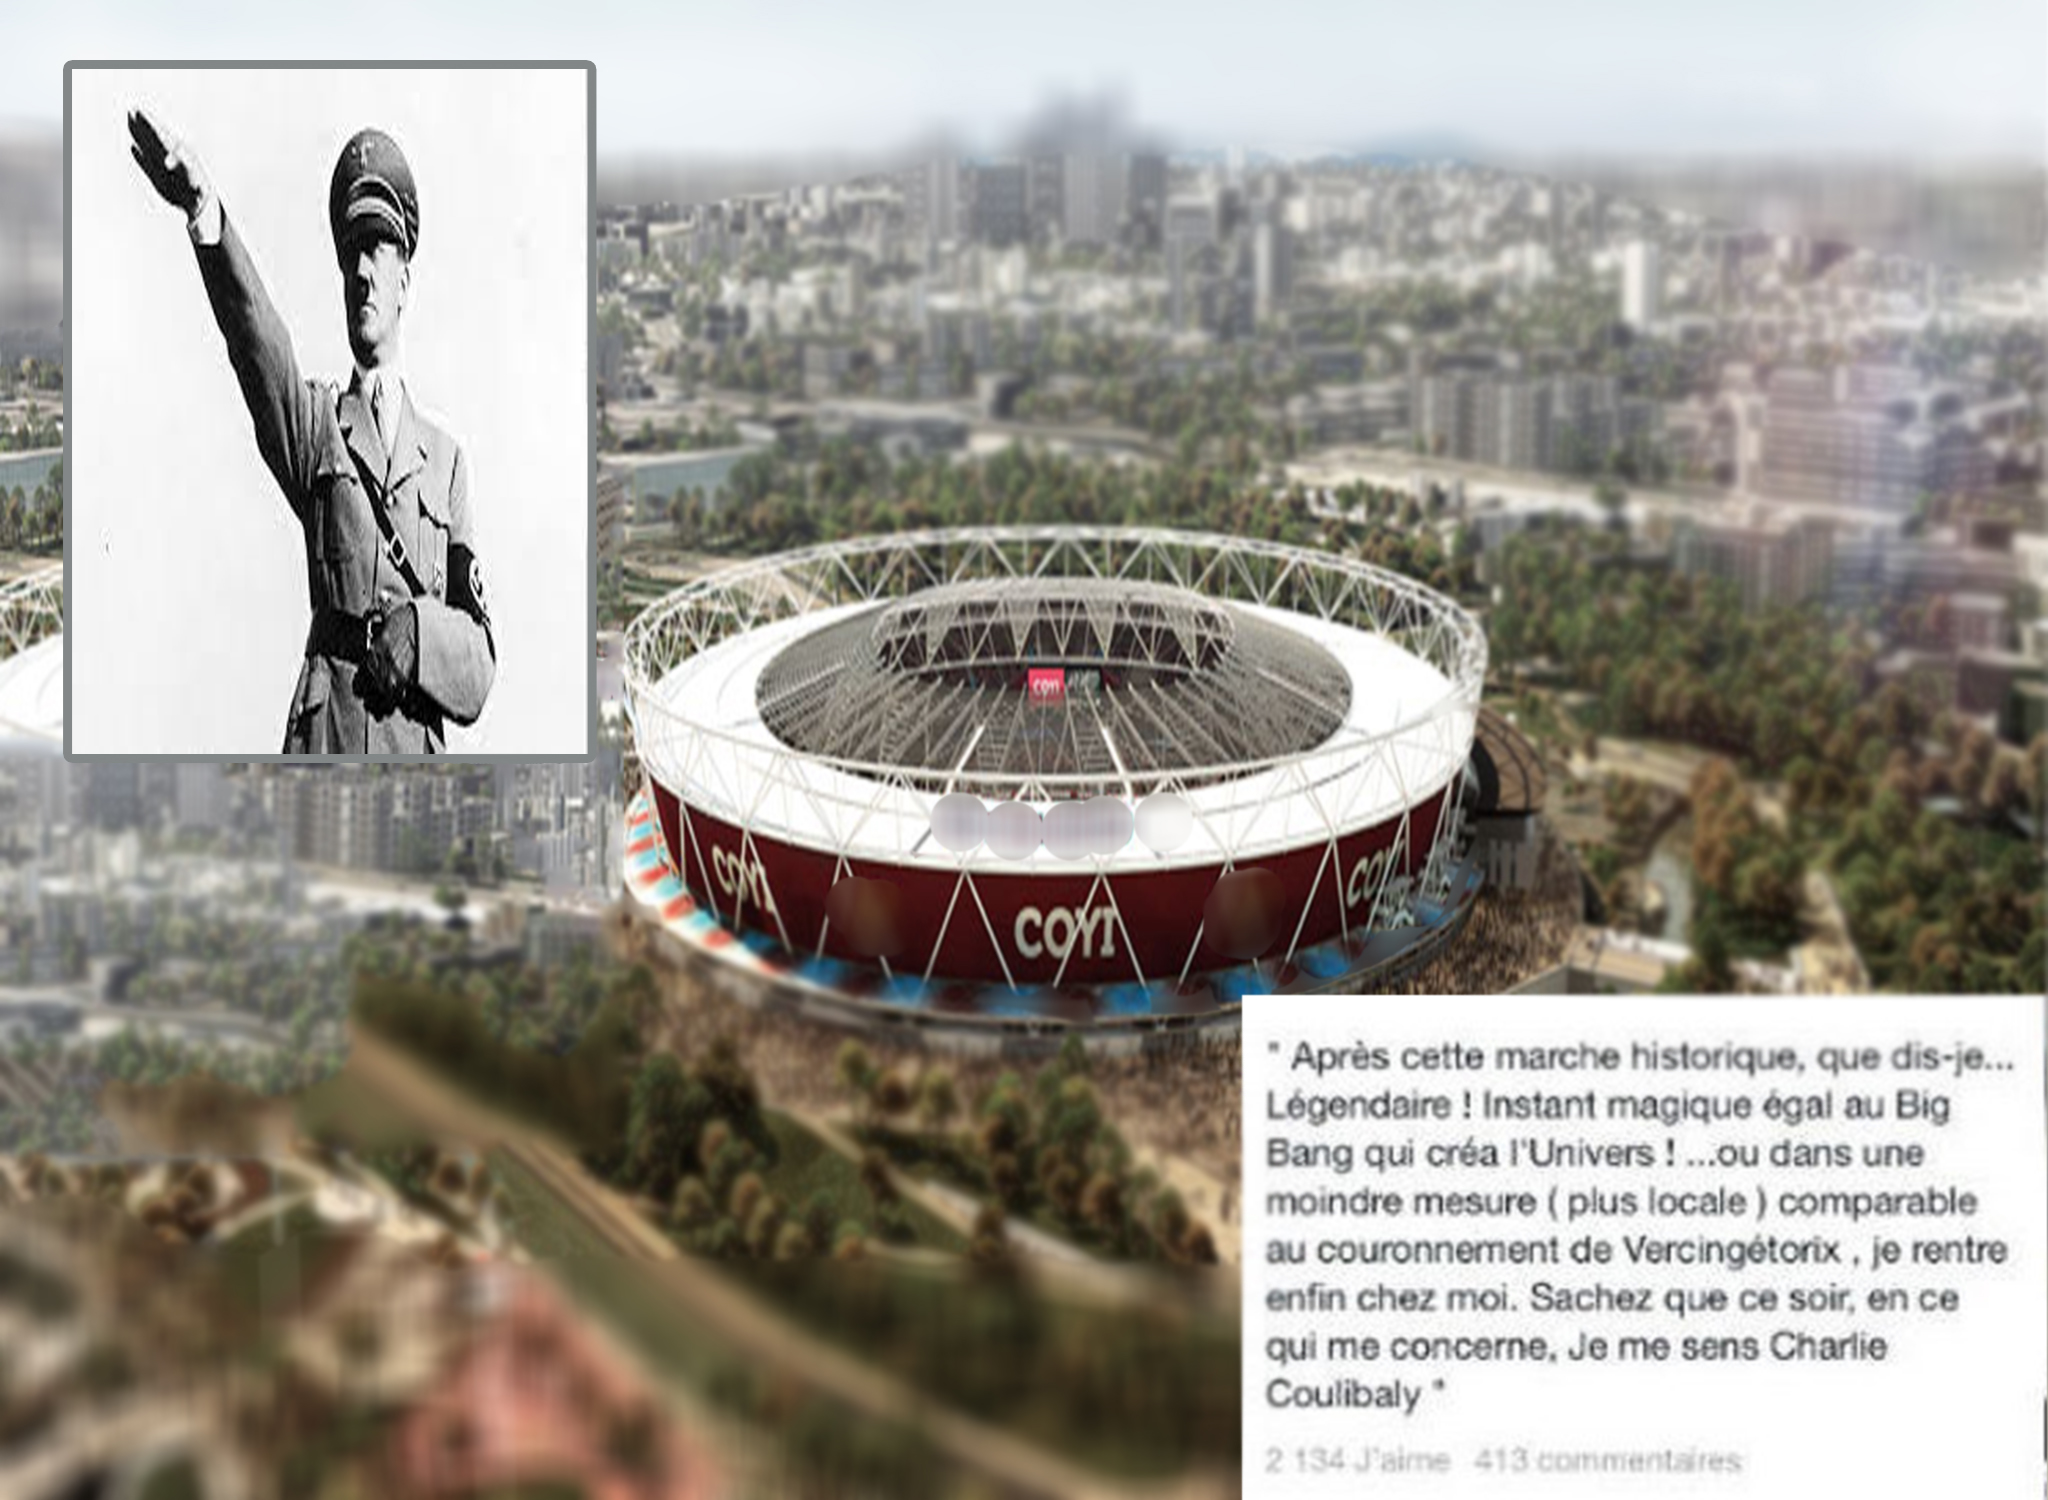 COYI
COYI
COYI
COYI
" Après cette marche historique, que dis-je...
Légendaire ! Instant magique égal au Big
Bang qui créa l'Univers ! ...ou dans une
moindre mesure ( plus locale ) comparable
au couronnement de Vercingétorix , je rentre
enfin chez moi. Sachez que ce soir, en ce
qui me concerne, Je me sens Charlie
Coulibaly "
2 134 J'aime 413 commentaires